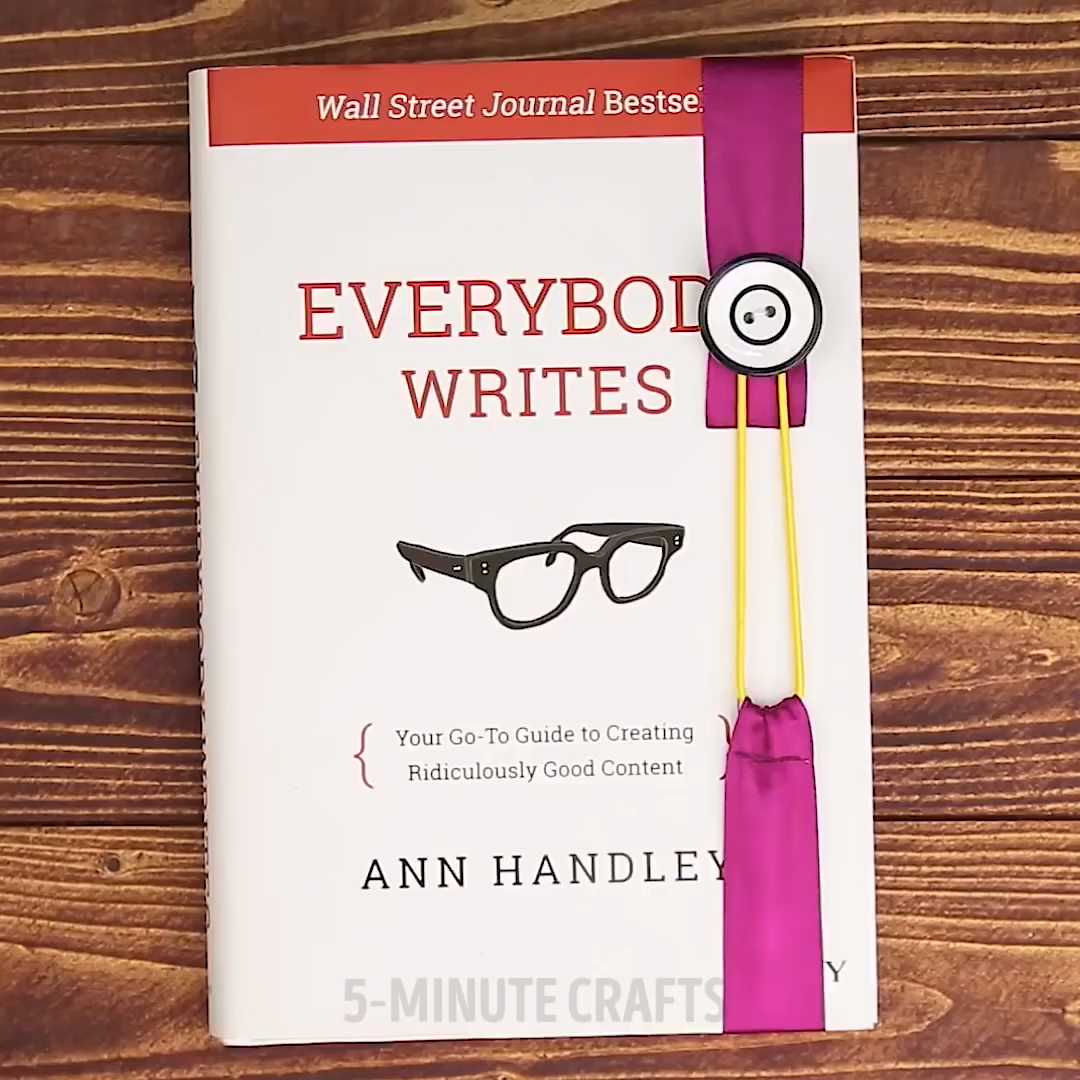 Wall Street Journal Bestse
EVERYBOD
WRITES
{ Your Go-To Guide to Creating
Ridiculously Good Content }
ANN HANDLEY
Y
5-MINUTE CRAFTS